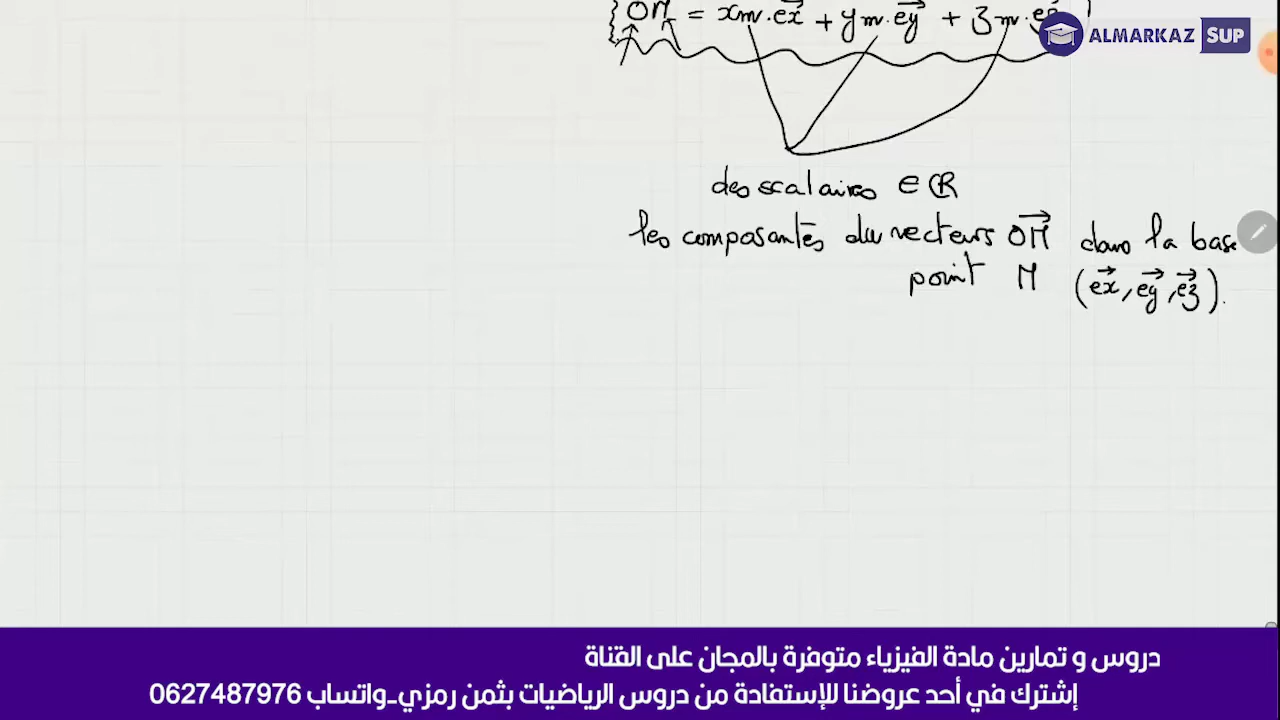 OM = xm.ex + ym.ey + zm.ez
ALMARKAZ SUP
des scalaires ∈ ℝ
les composantes du vecteurs OM dans la base
point M (ex, ey, ez).
دروس و تمارين مادة الفيزياء متوفرة بالمجان على القناة
إشترك في أحد عروضنا للإستفادة من دروس الرياضيات بثمن رمزي-واتساب 0627487976